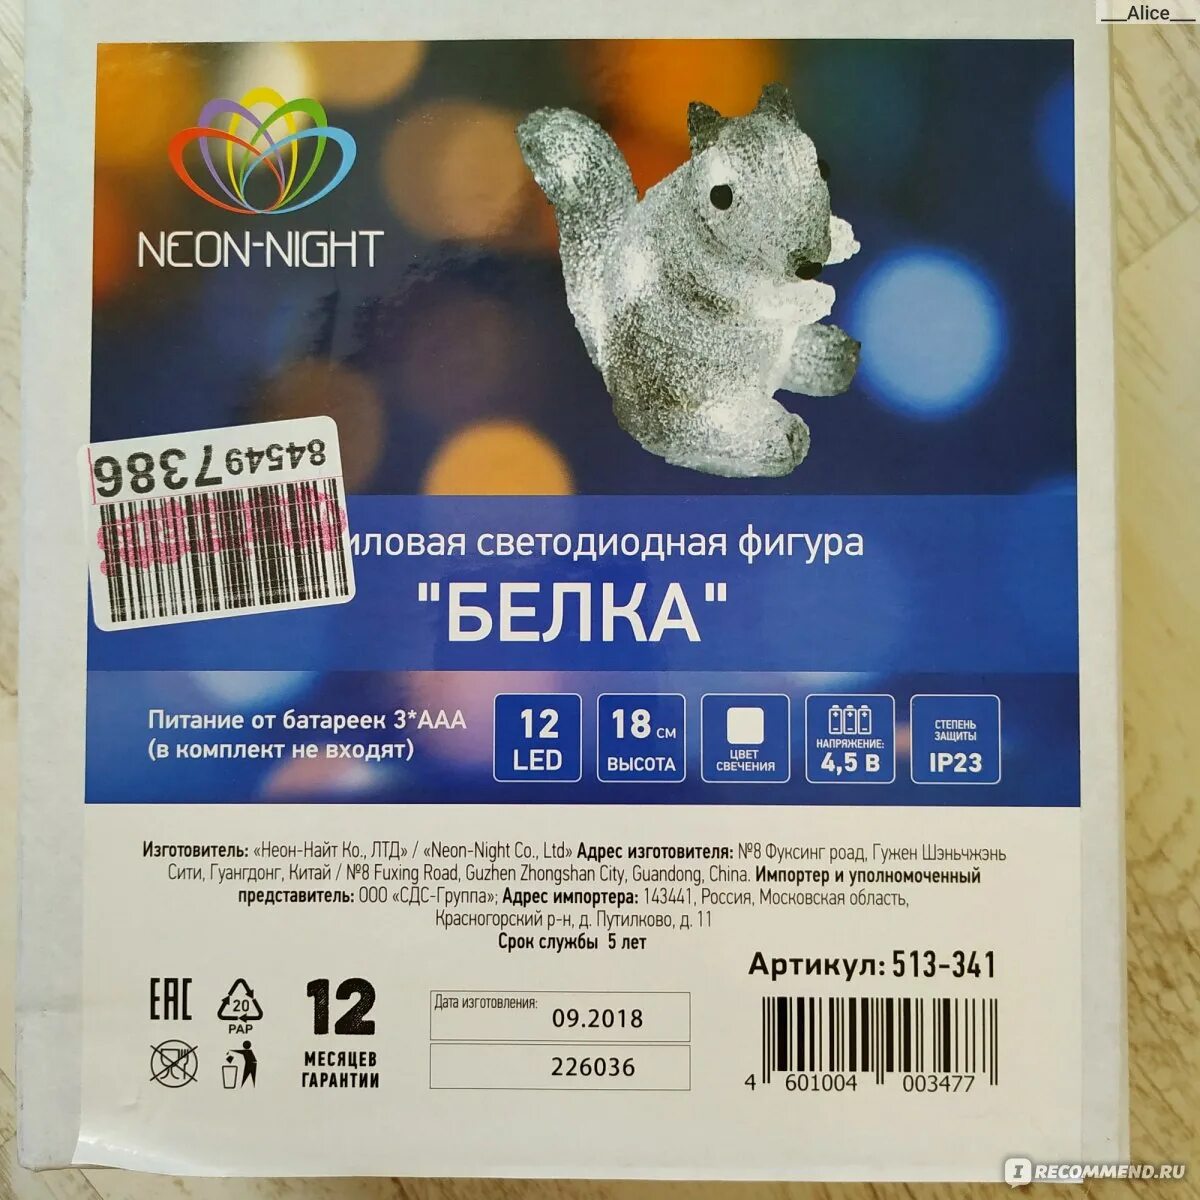 ___Alice___
NEON-NIGHT
845497386
иловая светодиодная фигура
"БЕЛКА"
Питание от батареек 3*ААА
(в комплект не входят)
12
LED
18 см
ВЫСОТА
ЦВЕТ
СВЕЧЕНИЯ
НАПРЯЖЕНИЕ:
4,5 В
СТЕПЕНЬ
ЗАЩИТЫ
IP23
Изготовитель: «Неон-Найт Ко., ЛТД» / «Neon-Night Co., Ltd» Адрес изготовителя: №8 Фуксинг роад, Гужен Шэньчжэнь
Сити, Гуангдонг, Китай / №8 Fuxing Road, Guzhen Zhongshan City, Guandong, China. Импортер и уполномоченный
представитель: ООО «СДС-Группа»; Адрес импортера: 143441, Россия, Московская область,
Красногорский р-н, д. Путилково, д. 11
Срок службы 5 лет
Артикул: 513-341
EAC
20
PAP
12
МЕСЯЦЕВ
ГАРАНТИИ
Дата изготовления:
09.2018
226036
4 601004 003477
I RECOMMEND.RU